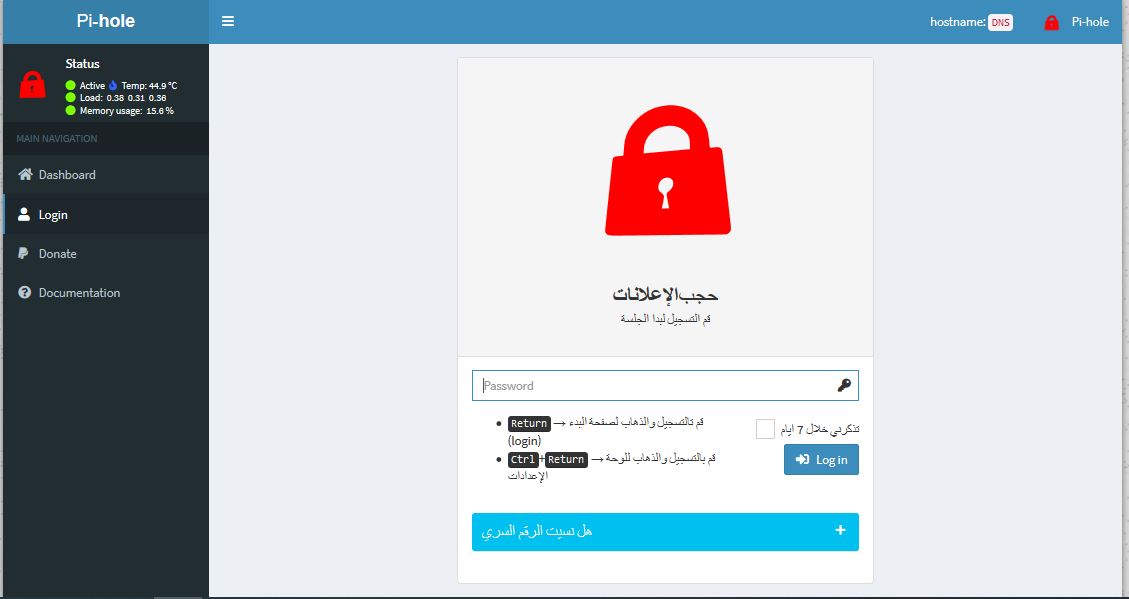 Pi-hole
hostname: DNS
Pi-hole
Status
Active Temp: 44.9 °C
Load: 0.38 0.31 0.36
Memory usage: 15.6 %
MAIN NAVIGATION
Dashboard
Login
Donate
Documentation
حجب الإعلانات
قم التسجيل لبدا الجلسة
Password
Return → قم تالتسجيل والذهاب لصفحة البدء
(login)
Ctrl+Return → قم بالتسجيل والذهاب للوحة
الإعدادات
تذكرني خلال 7 ايام
Log in
هل نسيت الرقم السري